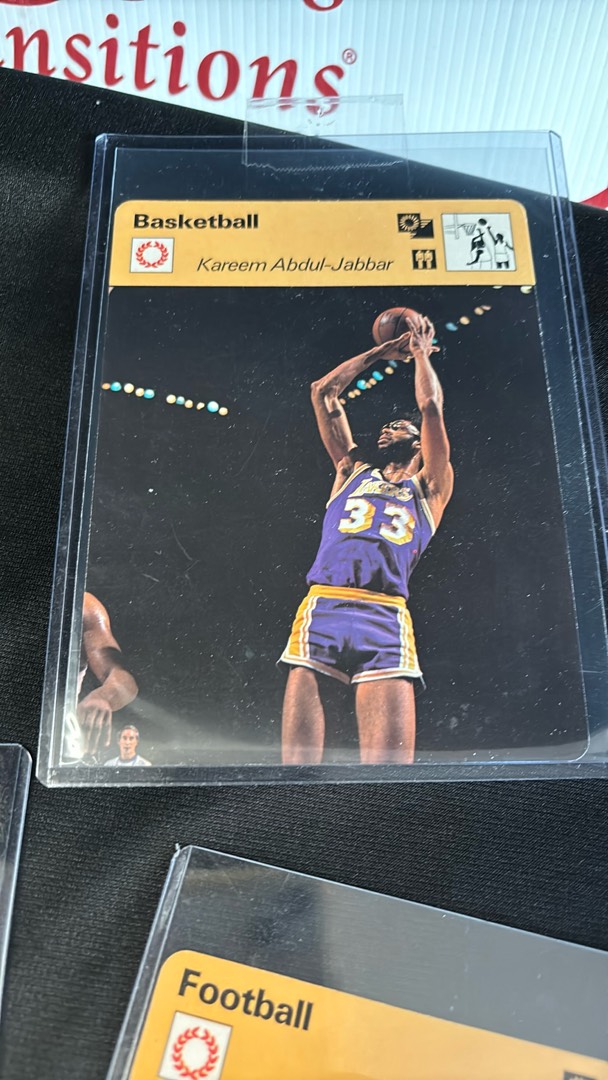 nsitions®
Basketball
Kareem Abdul-Jabbar
LAKERS
33
Football